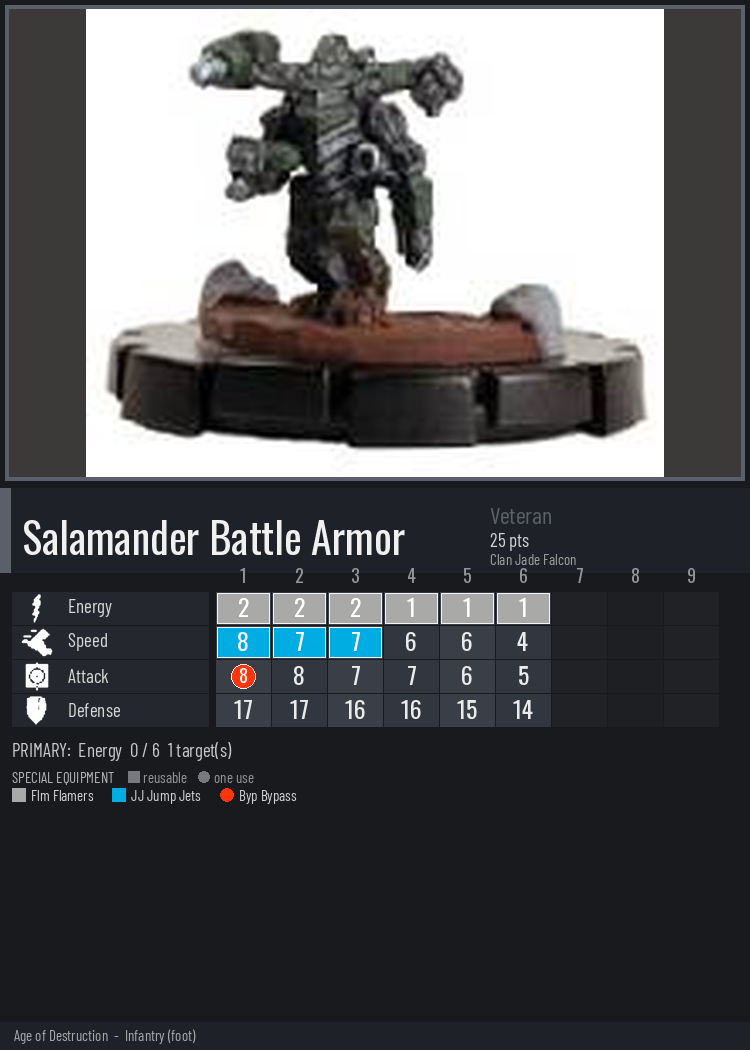 Salamander Battle Armor
Veteran
25 pts
Clan Jade Falcon
1 2 3 4 5 6 7 8 9
Energy 2 2 2 1 1 1
Speed 8 7 7 6 6 4
Attack 8 8 7 7 6 5
Defense 17 17 16 16 15 14
PRIMARY: Energy 0 / 6 1 target(s)
SPECIAL EQUIPMENT reusable one use
Flm Flamers JJ Jump Jets Byp Bypass
Age of Destruction - Infantry (foot)